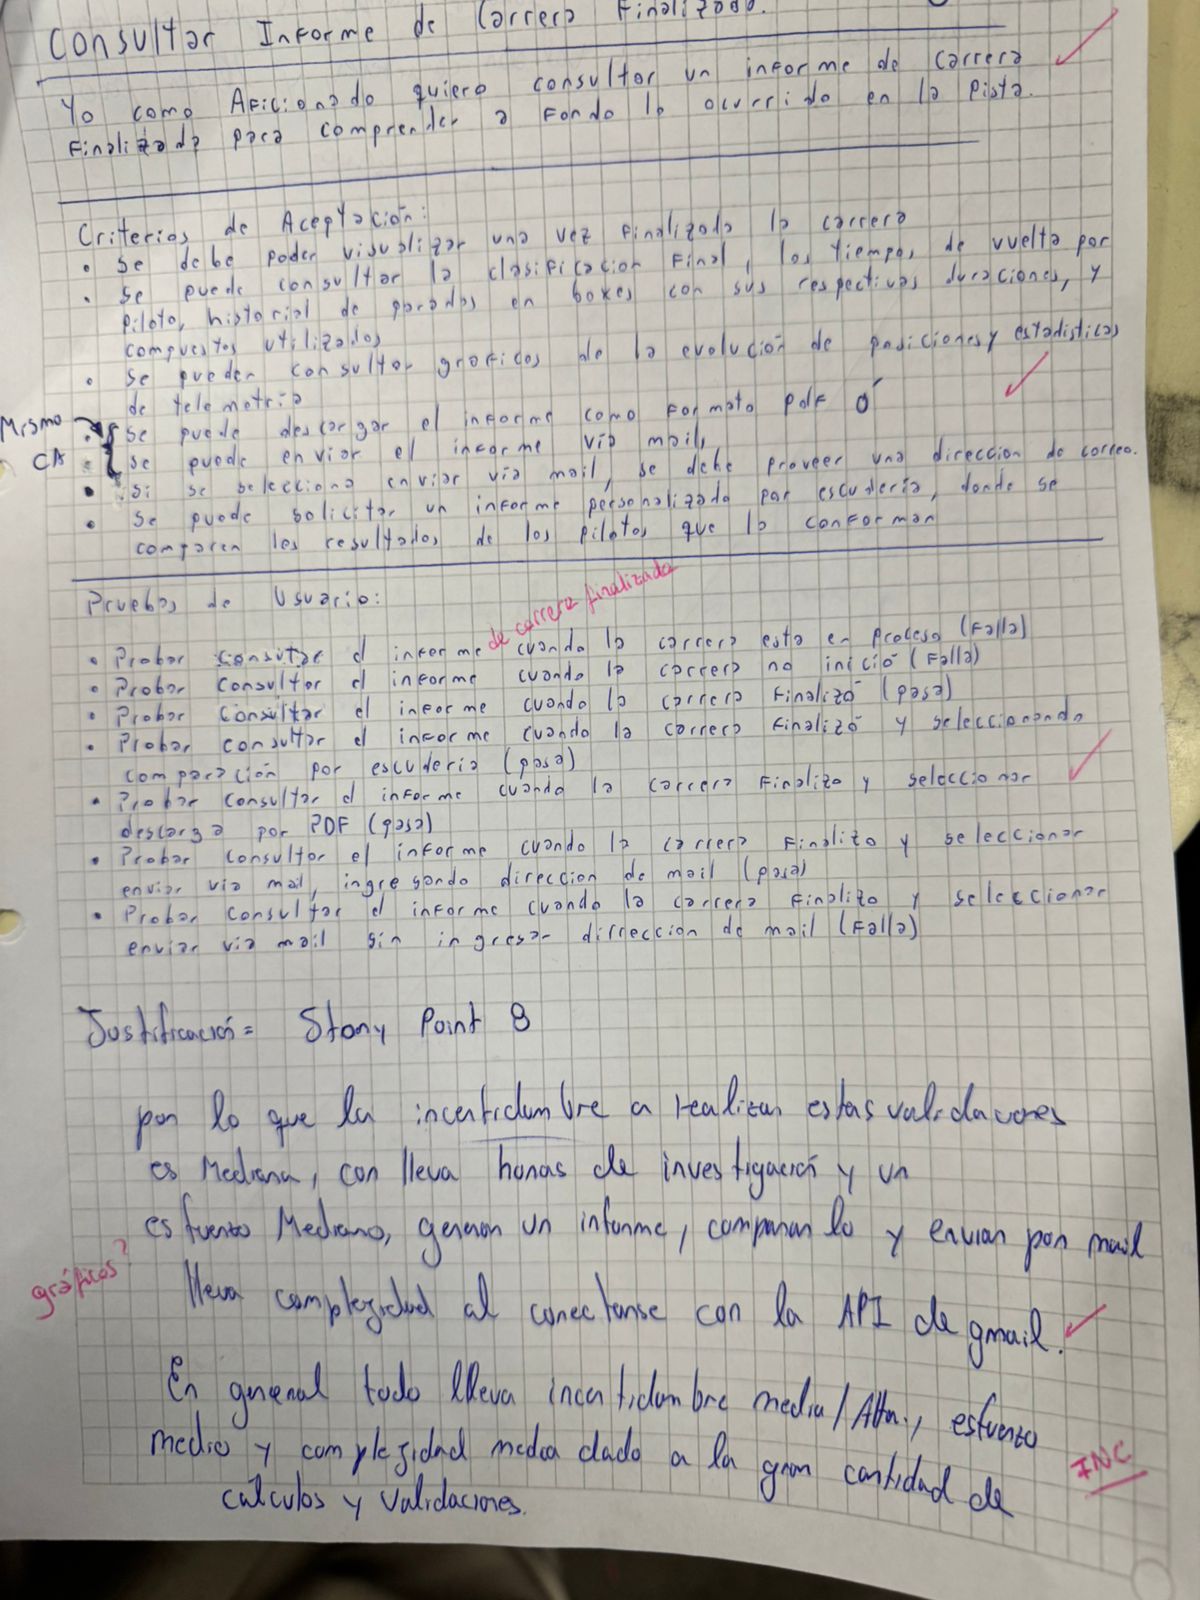 Consultar Informe de Carrera Finalizado.
Yo como Aficionado quiero consultar un informe de carrera
Finalizada para comprender a Fondo lo ocurrido en la Pista.
Criterios de Aceptación:
• Se debe poder visualizar una vez finalizada la carrera
• Se puede consultar la clasificacion Final, los tiempos de vuelta por
piloto, historial de paradas en boxes con sus respectivas duraciones, y
compuestos utilizados
• Se pueden consultar graficos de la evolución de posiciones y estadisticas
de telemetria
Mismo
CA
• Se puede descargar el informe como Formato pdf ó
• se puede enviar el informe via mail,
• Si se selecciona enviar via mail, se debe proveer una direccion de correo.
• Se puede solicitar un informe personalizado por escuderia, donde se
comparen los resultados de los pilotos que la conforman
Pruebas de Usuario:
de carrera finalizada
• Probar consultar el informe cuando la carrera esta en proceso (Falla)
• Probar consultar el informe cuando la carrera no inició (Falla)
• Probar consultar el informe cuando la carrera Finalizó (pasa)
• Probar consultar el informe cuando la carrera Finalizó y seleccionando
comparación por escuderia (pasa)
• Probar consultar el informe cuando la carrera Finalizo y seleccionar
descarga por PDF (pasa)
• Probar consultar el informe cuando la carrera Finalizo y seleccionar
enviar via mail, ingresando direccion de mail (pasa)
• Probar consultar el informe cuando la carrera Finalizo y seleccionar
enviar via mail sin ingresar dirreccion de mail (Falla)
Justificación = Story Point 8
por lo que la incertidumbre a realizar estas validaciones
es Mediana, con lleva horas de investigación y un
esfuerzo Mediano, generar un informe, compararlo y enviar por mail
gráficos?
lleva complejidad al conectarse con la API de gmail.
En general todo lleva incertidumbre media/Alta., esfuerzo
medio y complejidad media dado a la gran cantidad de
INC
calculos y validaciones.